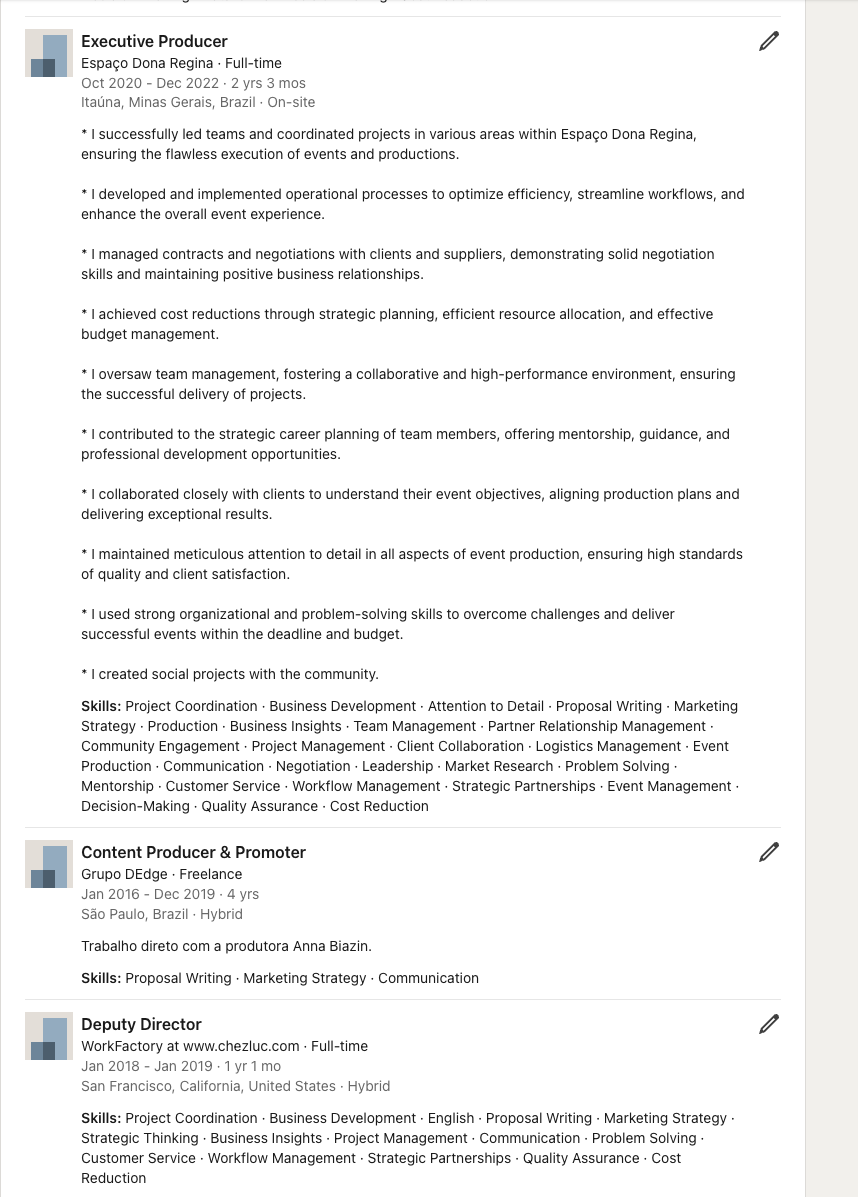 Executive Producer
Espaço Dona Regina · Full-time
Oct 2020 - Dec 2022 · 2 yrs 3 mos
Itaúna, Minas Gerais, Brazil · On-site
* I successfully led teams and coordinated projects in various areas within Espaço Dona Regina,
ensuring the flawless execution of events and productions.
* I developed and implemented operational processes to optimize efficiency, streamline workflows, and
enhance the overall event experience.
* I managed contracts and negotiations with clients and suppliers, demonstrating solid negotiation
skills and maintaining positive business relationships.
* I achieved cost reductions through strategic planning, efficient resource allocation, and effective
budget management.
* I oversaw team management, fostering a collaborative and high-performance environment, ensuring
the successful delivery of projects.
* I contributed to the strategic career planning of team members, offering mentorship, guidance, and
professional development opportunities.
* I collaborated closely with clients to understand their event objectives, aligning production plans and
delivering exceptional results.
* I maintained meticulous attention to detail in all aspects of event production, ensuring high standards
of quality and client satisfaction.
* I used strong organizational and problem-solving skills to overcome challenges and deliver
successful events within the deadline and budget.
* I created social projects with the community.
Skills: Project Coordination · Business Development · Attention to Detail · Proposal Writing · Marketing
Strategy · Production · Business Insights · Team Management · Partner Relationship Management ·
Community Engagement · Project Management · Client Collaboration · Logistics Management · Event
Production · Communication · Negotiation · Leadership · Market Research · Problem Solving ·
Mentorship · Customer Service · Workflow Management · Strategic Partnerships · Event Management ·
Decision-Making · Quality Assurance · Cost Reduction
Content Producer & Promoter
Grupo DEdge · Freelance
Jan 2016 - Dec 2019 · 4 yrs
São Paulo, Brazil · Hybrid
Trabalho direto com a produtora Anna Biazin.
Skills: Proposal Writing · Marketing Strategy · Communication
Deputy Director
WorkFactory at www.chezluc.com · Full-time
Jan 2018 - Jan 2019 · 1 yr 1 mo
San Francisco, California, United States · Hybrid
Skills: Project Coordination · Business Development · English · Proposal Writing · Marketing Strategy ·
Strategic Thinking · Business Insights · Project Management · Communication · Problem Solving ·
Customer Service · Workflow Management · Strategic Partnerships · Quality Assurance · Cost
Reduction